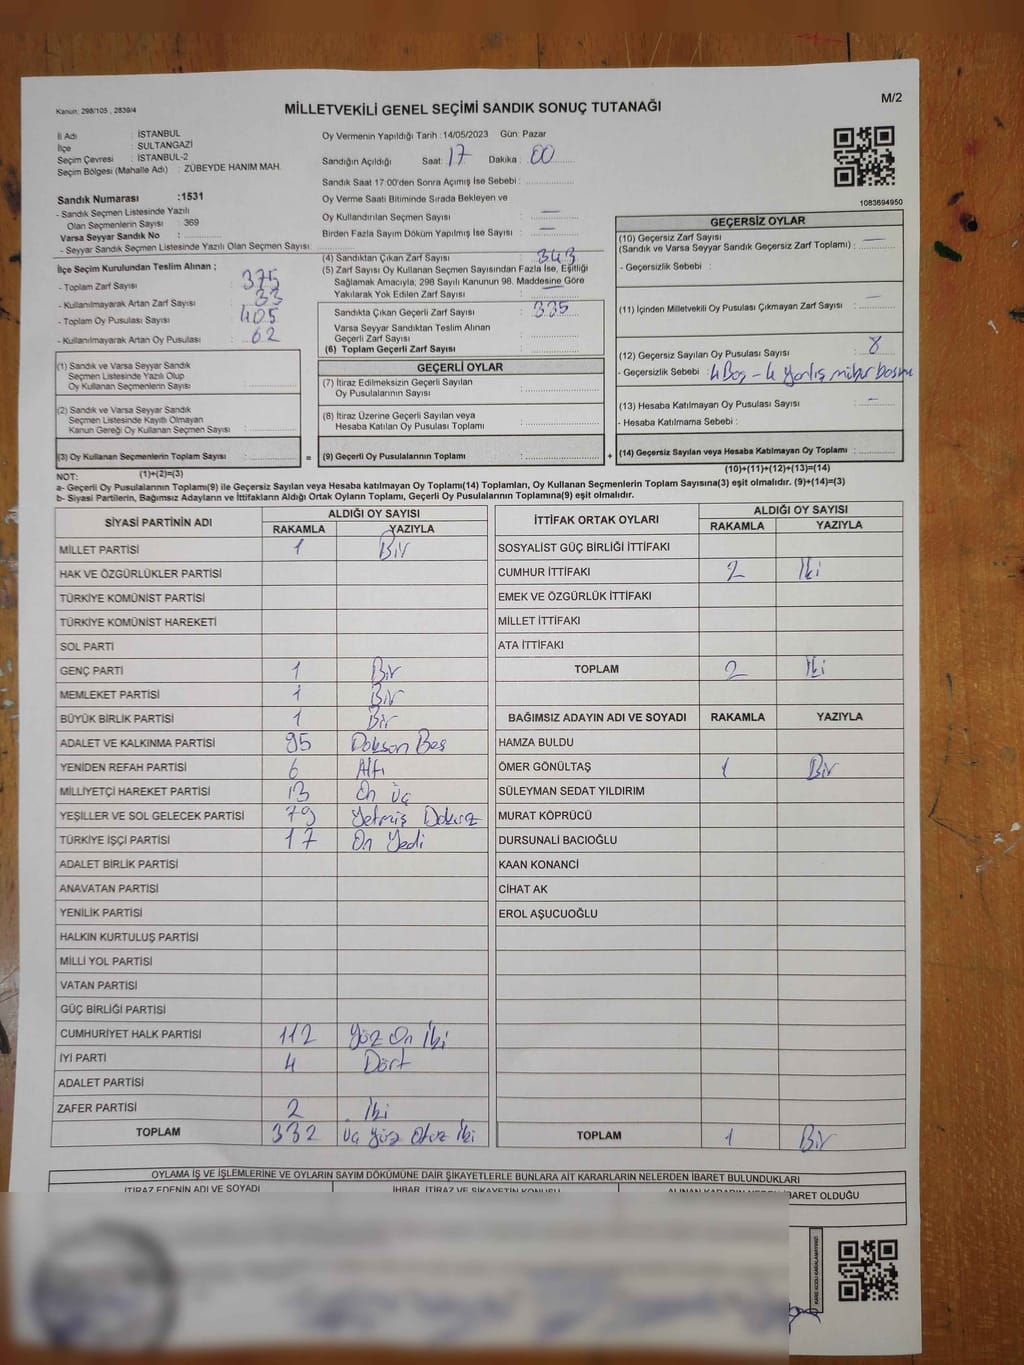 Kanun: 298/105 , 2839/4
MİLLETVEKİLİ GENEL SEÇİMİ SANDIK SONUÇ TUTANAĞI
M/2
İl Adı : İSTANBUL
İlçe : SULTANGAZİ
Seçim Çevresi : İSTANBUL-2
Seçim Bölgesi (Mahalle Adı) : ZÜBEYDE HANIM MAH.
Oy Vermenin Yapıldığı Tarih :14/05/2023 Gün: Pazar
Sandığın Açıldığı Saat: 17 Dakika : 00
Sandık Saat 17:00'den Sonra Açımış İse Sebebi :
Oy Verme Saati Bitiminde Sırada Bekleyen ve
Oy Kullandırılan Seçmen Sayısı : —
Birden Fazla Sayım Döküm Yapılmış İse Sayısı : —
1083694950
Sandık Numarası :1531
- Sandık Seçmen Listesinde Yazılı
Olan Seçmenlerin Sayısı : 369
Varsa Seyyar Sandık No :
- Seyyar Sandık Seçmen Listesinde Yazılı Olan Seçmen Sayısı:
İlçe Seçim Kurulundan Teslim Alınan ;
- Toplam Zarf Sayısı : 375
- Kullanılmayarak Artan Zarf Sayısı : 33
- Toplam Oy Pusulası Sayısı : 405
- Kullanılmayarak Artan Oy Pusulası : 62
(4) Sandıktan Çıkan Zarf Sayısı : 343
(5) Zarf Sayısı Oy Kullanan Seçmen Sayısından Fazla İse, Eşitliği
Sağlamak Amacıyla, 298 Sayılı Kanunun 98. Maddesine Göre
Yakılarak Yok Edilen Zarf Sayısı : —
Sandıkta Çıkan Geçerli Zarf Sayısı : 335
Varsa Seyyar Sandıktan Teslim Alınan
Geçerli Zarf Sayısı :
(6) Toplam Geçerli Zarf Sayısı :
GEÇERSİZ OYLAR
(10) Geçersiz Zarf Sayısı : —
(Sandık ve Varsa Seyyar Sandık Geçersiz Zarf Toplamı) :
- Geçersizlik Sebebi :
(11) İçinden Milletvekili Oy Pusulası Çıkmayan Zarf Sayısı : —
(12) Geçersiz Sayılan Oy Pusulası Sayısı : 8
- Geçersizlik Sebebi : 4 Boş - 4 yanlış mühür basımı
(13) Hesaba Katılmayan Oy Pusulası Sayısı : —
- Hesaba Katılmama Sebebi :
(14) Geçersiz Sayılan veya Hesaba Katılmayan Oy Toplamı :
(10)+(11)+(12)+(13)=(14)
(1) Sandık ve Varsa Seyyar Sandık
Seçmen Listesinde Yazılı Olup
Oy Kullanan Seçmenlerin Sayısı :
(2) Sandık ve Varsa Seyyar Sandık
Seçmen Listesinde Kayıtlı Olmayan
Kanun Gereği Oy Kullanan Seçmen Sayısı :
(3) Oy Kullanan Seçmenlerin Toplam Sayısı :
(1)+(2)=(3)
=
GEÇERLİ OYLAR
(7) İtiraz Edilmeksizin Geçerli Sayılan
Oy Pusulalarının Sayısı :
(8) İtiraz Üzerine Geçerli Sayılan veya
Hesaba Katılan Oy Pusulası Toplamı :
(9) Geçerli Oy Pusulalarının Toplamı :
+
NOT:
a- Geçerli Oy Pusulalarının Toplamı(9) ile Geçersiz Sayılan veya Hesaba katılmayan Oy Toplamı(14) Toplamları, Oy Kullanan Seçmen Toplam Sayısına(3) eşit olmalıdır. (9)+(14)=(3)
b- Siyasi Partilerin, Bağımsız Adayların ve İttifakların Aldığı Ortak Oyların Toplamı, Geçerli Oy Pusulalarının Toplamına(9) eşit olmalıdır.
SİYASİ PARTİNİN ADI ALDIĞI OY SAYISI
RAKAMLA YAZIYLA
MİLLET PARTİSİ 1 Bir
HAK VE ÖZGÜRLÜKLER PARTİSİ
TÜRKİYE KOMÜNİST PARTİSİ
TÜRKİYE KOMÜNİST HAREKETİ
SOL PARTİ
GENÇ PARTİ 1 Bir
MEMLEKET PARTİSİ 1 Bir
BÜYÜK BİRLİK PARTİSİ 1 Bir
ADALET VE KALKINMA PARTİSİ 95 Doksan Beş
YENİDEN REFAH PARTİSİ 6 Altı
MİLLİYETÇİ HAREKET PARTİSİ 13 On üç
YEŞİLLER VE SOL GELECEK PARTİSİ 79 Yetmiş Dokuz
TÜRKİYE İŞÇİ PARTİSİ 17 On Yedi
ADALET BİRLİK PARTİSİ
ANAVATAN PARTİSİ
YENİLİK PARTİSİ
HALKIN KURTULUŞ PARTİSİ
MİLLİ YOL PARTİSİ
VATAN PARTİSİ
GÜÇ BİRLİĞİ PARTİSİ
CUMHURİYET HALK PARTİSİ 112 Yüz On İki
İYİ PARTİ 4 Dört
ADALET PARTİSİ
ZAFER PARTİSİ 2 İki
TOPLAM 332 üç yüz Otuz İki
İTTİFAK ORTAK OYLARI ALDIĞI OY SAYISI
RAKAMLA YAZIYLA
SOSYALİST GÜÇ BİRLİĞİ İTTİFAKI
CUMHUR İTTİFAKI 2 İki
EMEK VE ÖZGÜRLÜK İTTİFAKI
MİLLET İTTİFAKI
ATA İTTİFAKI
TOPLAM 2 İki
BAĞIMSIZ ADAYIN ADI VE SOYADI RAKAMLA YAZIYLA
HAMZA BULDU
ÖMER GÖNÜLTAŞ 1 Bir
SÜLEYMAN SEDAT YILDIRIM
MURAT KÖPRÜCÜ
DURSUNALİ BACIOĞLU
KAAN KONANCİ
CİHAT AK
EROL AŞUCUOĞLU
TOPLAM 1 Bir
OYLAMA İŞ VE İŞLEMLERİNE VE OYLARIN SAYIM DÖKÜMÜNE DAİR ŞİKAYETLERLE BUNLARA AİT KARARLARIN NELERDEN İBARET BULUNDUKLARI
İTİRAZ EDENİN ADI VE SOYADI İHBAR, İTİRAZ VE ŞİKAYETİN KONUSU ALINAN KARARIN NEDEN İBARET OLDUĞU